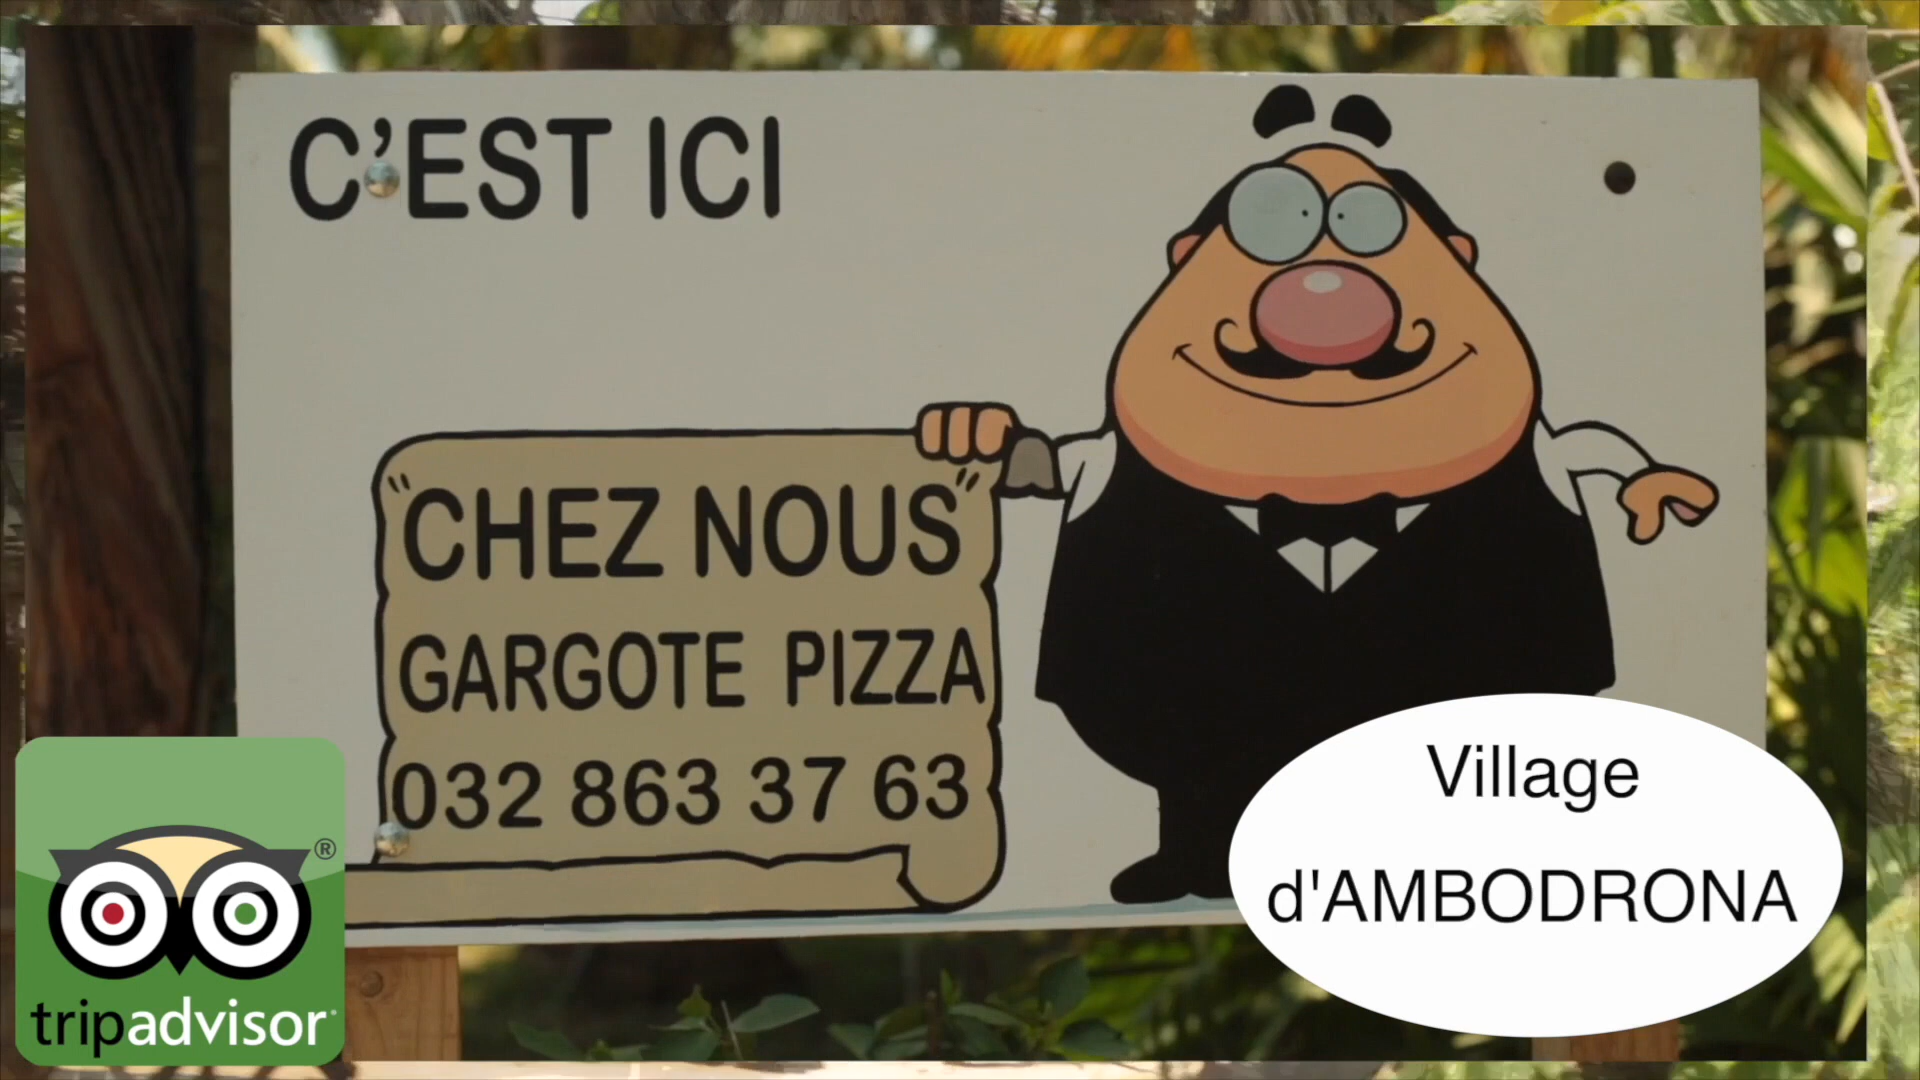 C'EST ICI
"CHEZ NOUS"
GARGOTE PIZZA
032 863 37 63
Village
d'AMBODRONA
tripadvisor®